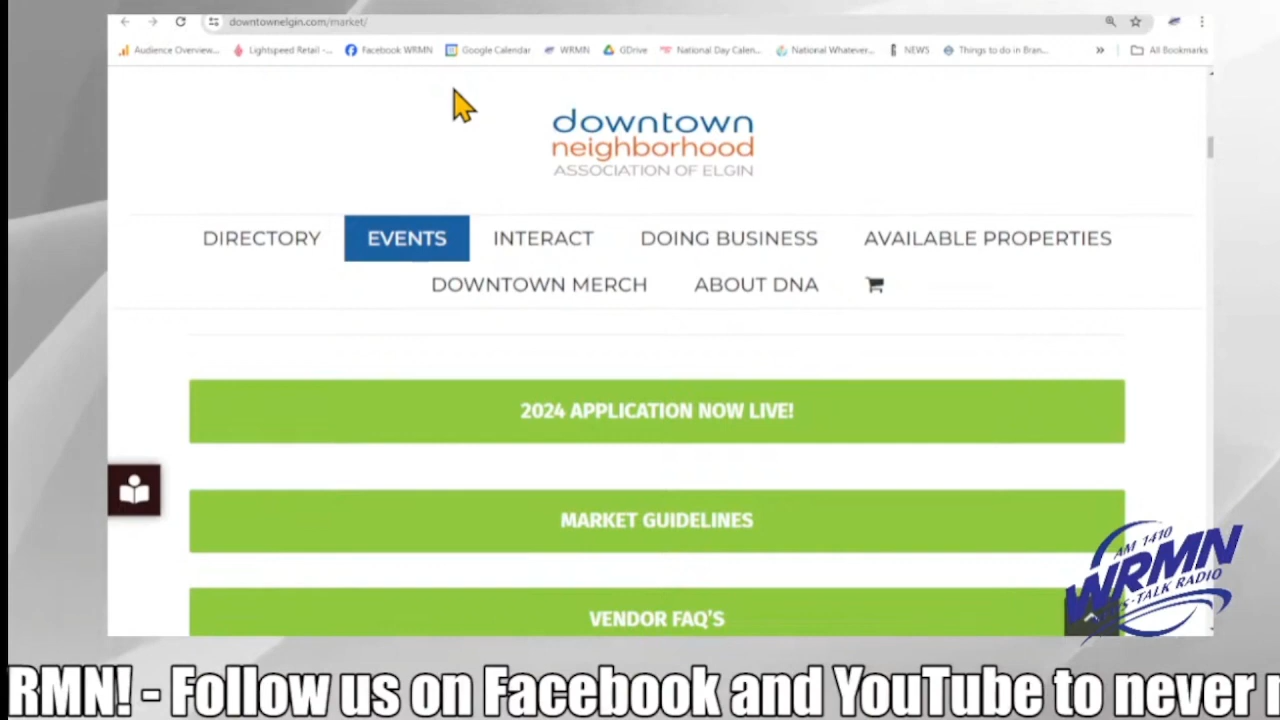 downtownelgin.com/market/
Audience Overview... Lightspeed Retail -... Facebook WRMN Google Calendar WRMN GDrive National Day Calen... National Whatever... NEWS Things to do in Bran... » All Bookmarks
downtown
neighborhood
ASSOCIATION OF ELGIN
DIRECTORY EVENTS INTERACT DOING BUSINESS AVAILABLE PROPERTIES
DOWNTOWN MERCH ABOUT DNA
2024 APPLICATION NOW LIVE!
MARKET GUIDELINES
VENDOR FAQ'S
AM 1410
WRMN
TALK RADIO
RMN! - Follow us on Facebook and YouTube to never